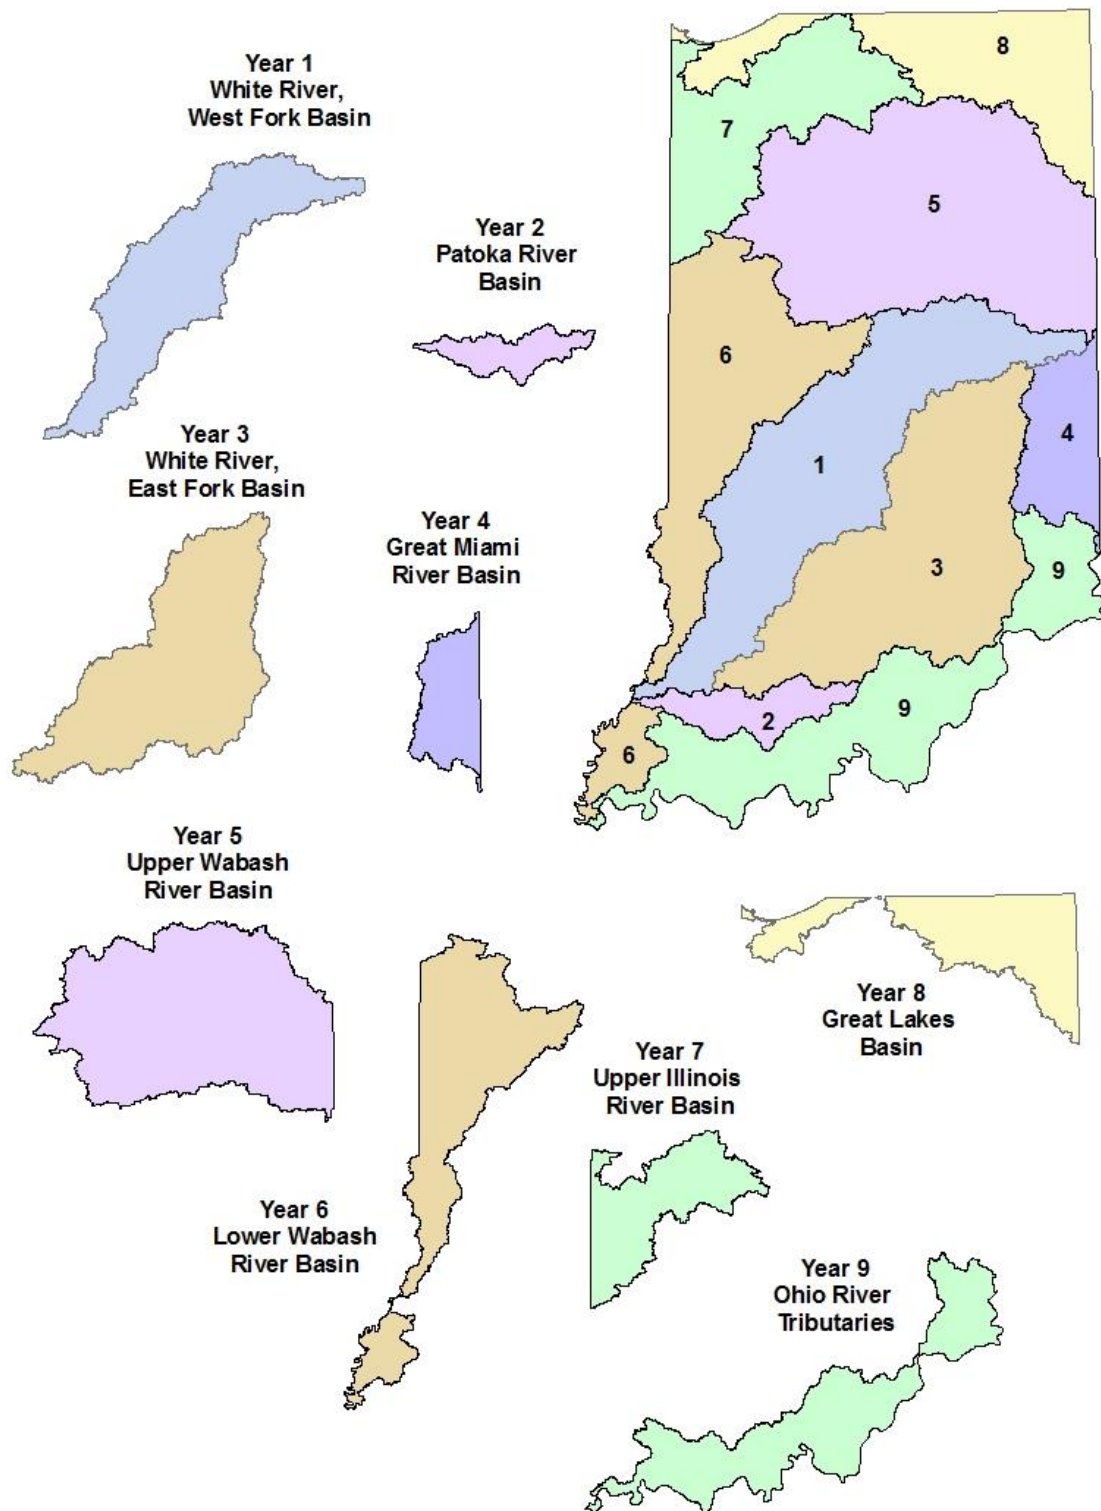 Year 1
White River,
West Fork Basin
Year 2
Patoka River
Basin
Year 3
White River,
East Fork Basin
Year 4
Great Miami
River Basin
8
7
5
6
1
4
3
9
2
9
6
Year 5
Upper Wabash
River Basin
Year 8
Great Lakes
Basin
Year 7
Upper Illinois
River Basin
Year 6
Lower Wabash
River Basin
Year 9
Ohio River
Tributaries